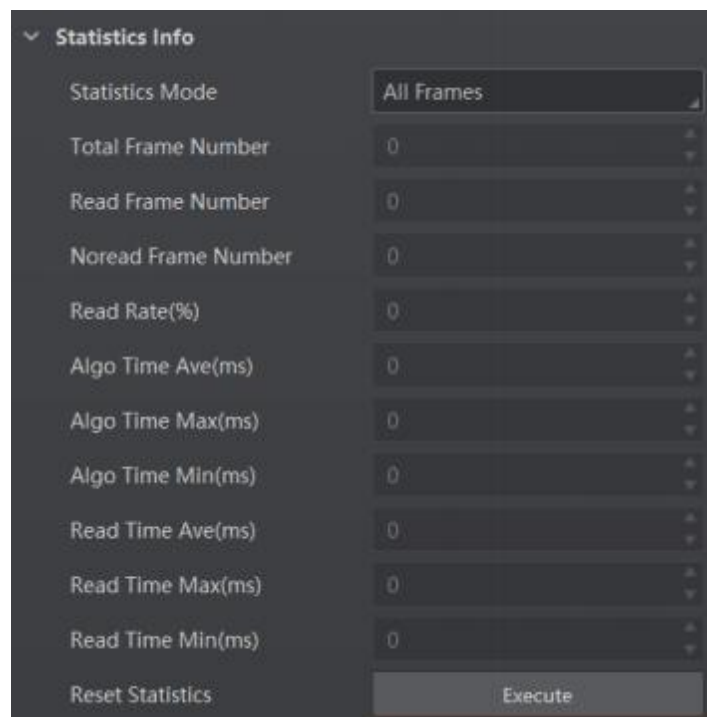 Statistics Info
Statistics Mode All Frames
Total Frame Number 0
Read Frame Number 0
Noread Frame Number 0
Read Rate(%) 0
Algo Time Ave(ms) 0
Algo Time Max(ms) 0
Algo Time Min(ms) 0
Read Time Ave(ms) 0
Read Time Max(ms) 0
Read Time Min(ms) 0
Reset Statistics Execute